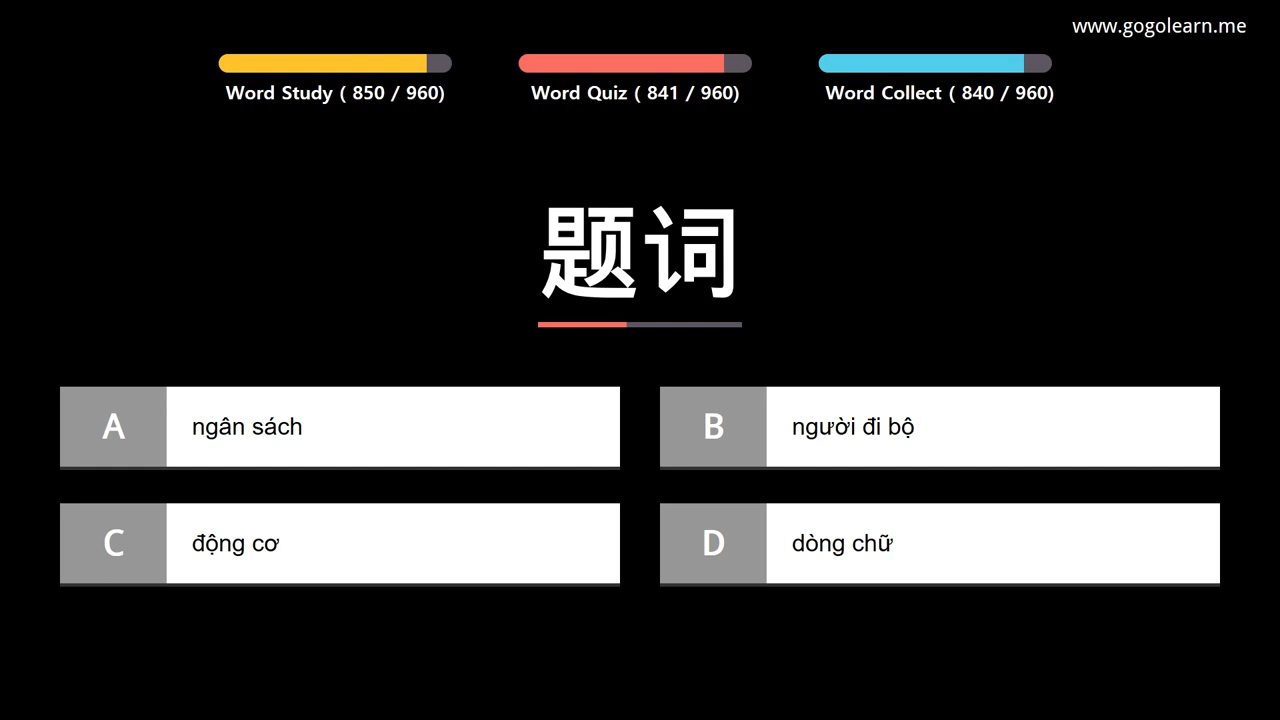 www.gogolearn.me
Word Study ( 850 / 960)
Word Quiz ( 841 / 960)
Word Collect ( 840 / 960)
题词
A ngân sách
B người đi bộ
C động cơ
D dòng chữ